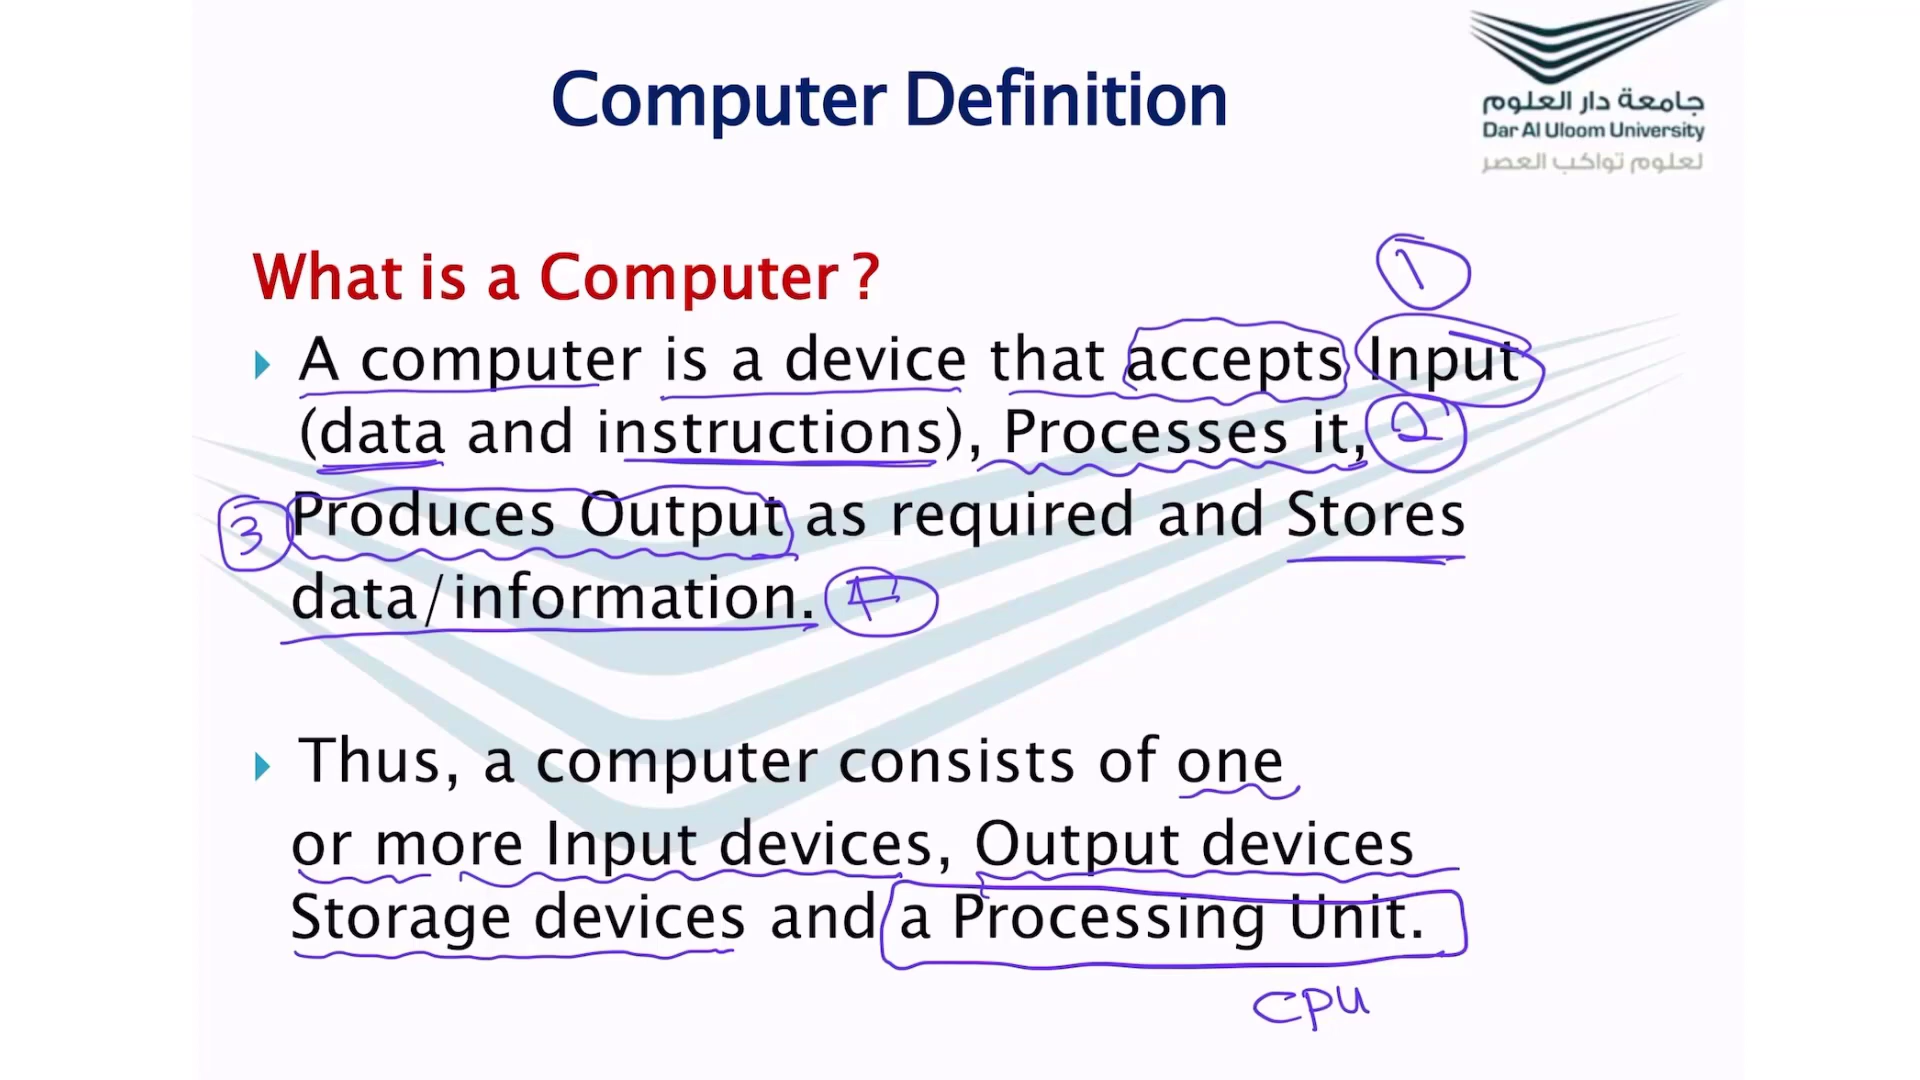 Computer Definition
جامعة دار العلوم
Dar Al Uloom University
لعلوم تواكب العصر
What is a Computer ?
1
A computer is a device that accepts Input
(data and instructions), Processes it, 2
3 Produces Output as required and Stores
data/information. 4
Thus, a computer consists of one
or more Input devices, Output devices
Storage devices and a Processing Unit.
CPU